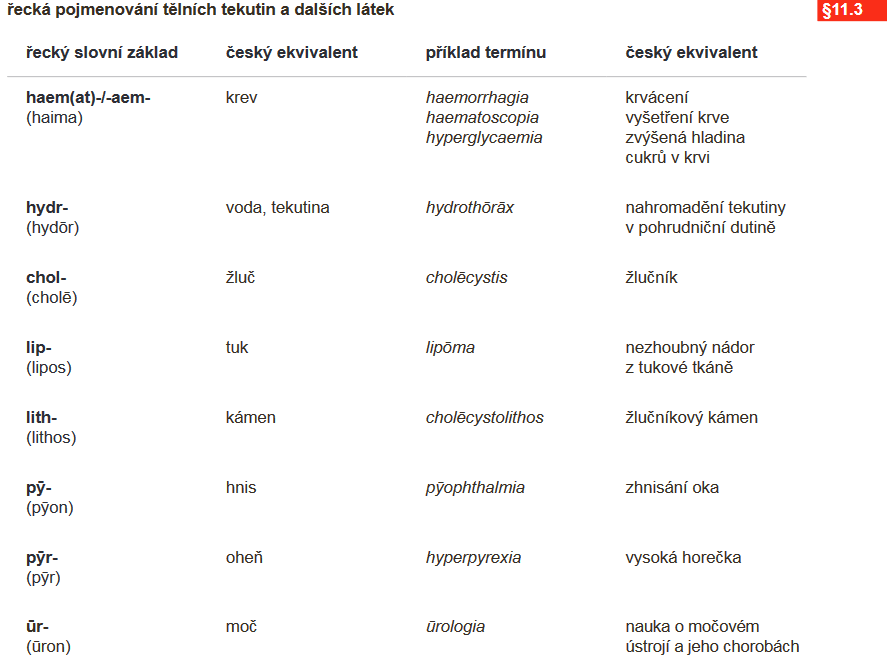 řecká pojmenování tělních tekutin a dalších látek §11.3
řecký slovní základ český ekvivalent příklad termínu český ekvivalent
haem(at)-/-aem- krev haemorrhagia krvácení
(haima) haematoscopia vyšetření krve
hyperglycaemia zvýšená hladina
cukrů v krvi
hydr- voda, tekutina hydrothōrāx nahromadění tekutiny
(hydōr) v pohrudniční dutině
chol- žluč cholēcystis žlučník
(cholē)
lip- tuk lipōma nezhoubný nádor
(lipos) z tukové tkáně
lith- kámen cholēcystolithos žlučníkový kámen
(lithos)
pȳ- hnis pȳophthalmia zhnisání oka
(pȳon)
pȳr- oheň hyperpyrexia vysoká horečka
(pȳr)
ūr- moč ūrologia nauka o močovém
(ūron) ústrojí a jeho chorobách